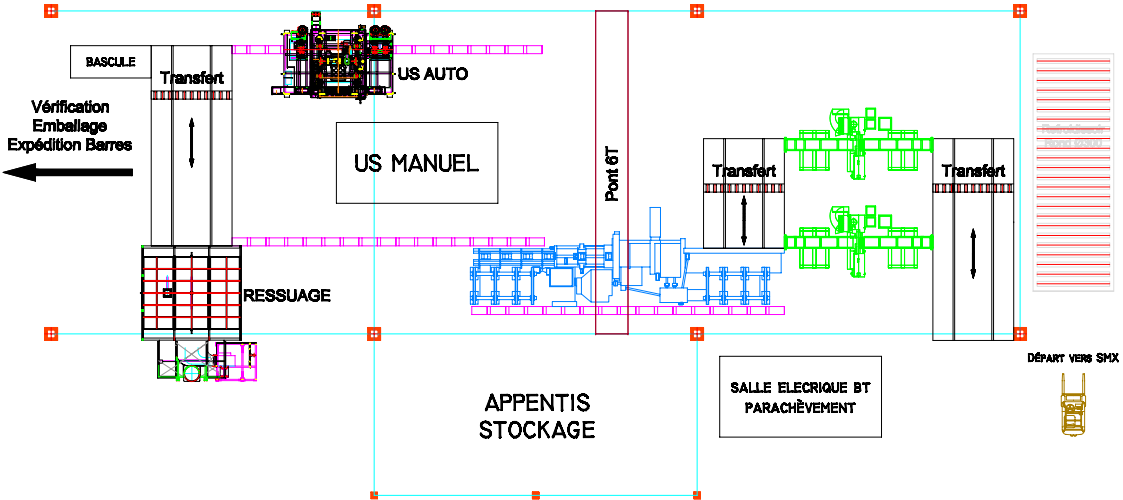 BASCULE
Transfert
US AUTO
Vérification
Emballage
Expédition Barres
US MANUEL
Pont 6T
Transfert
Transfert
RESSUAGE
DÉPART VERS SMX
SALLE ELECRIQUE BT
PARACHÈVEMENT
APPENTIS
STOCKAGE